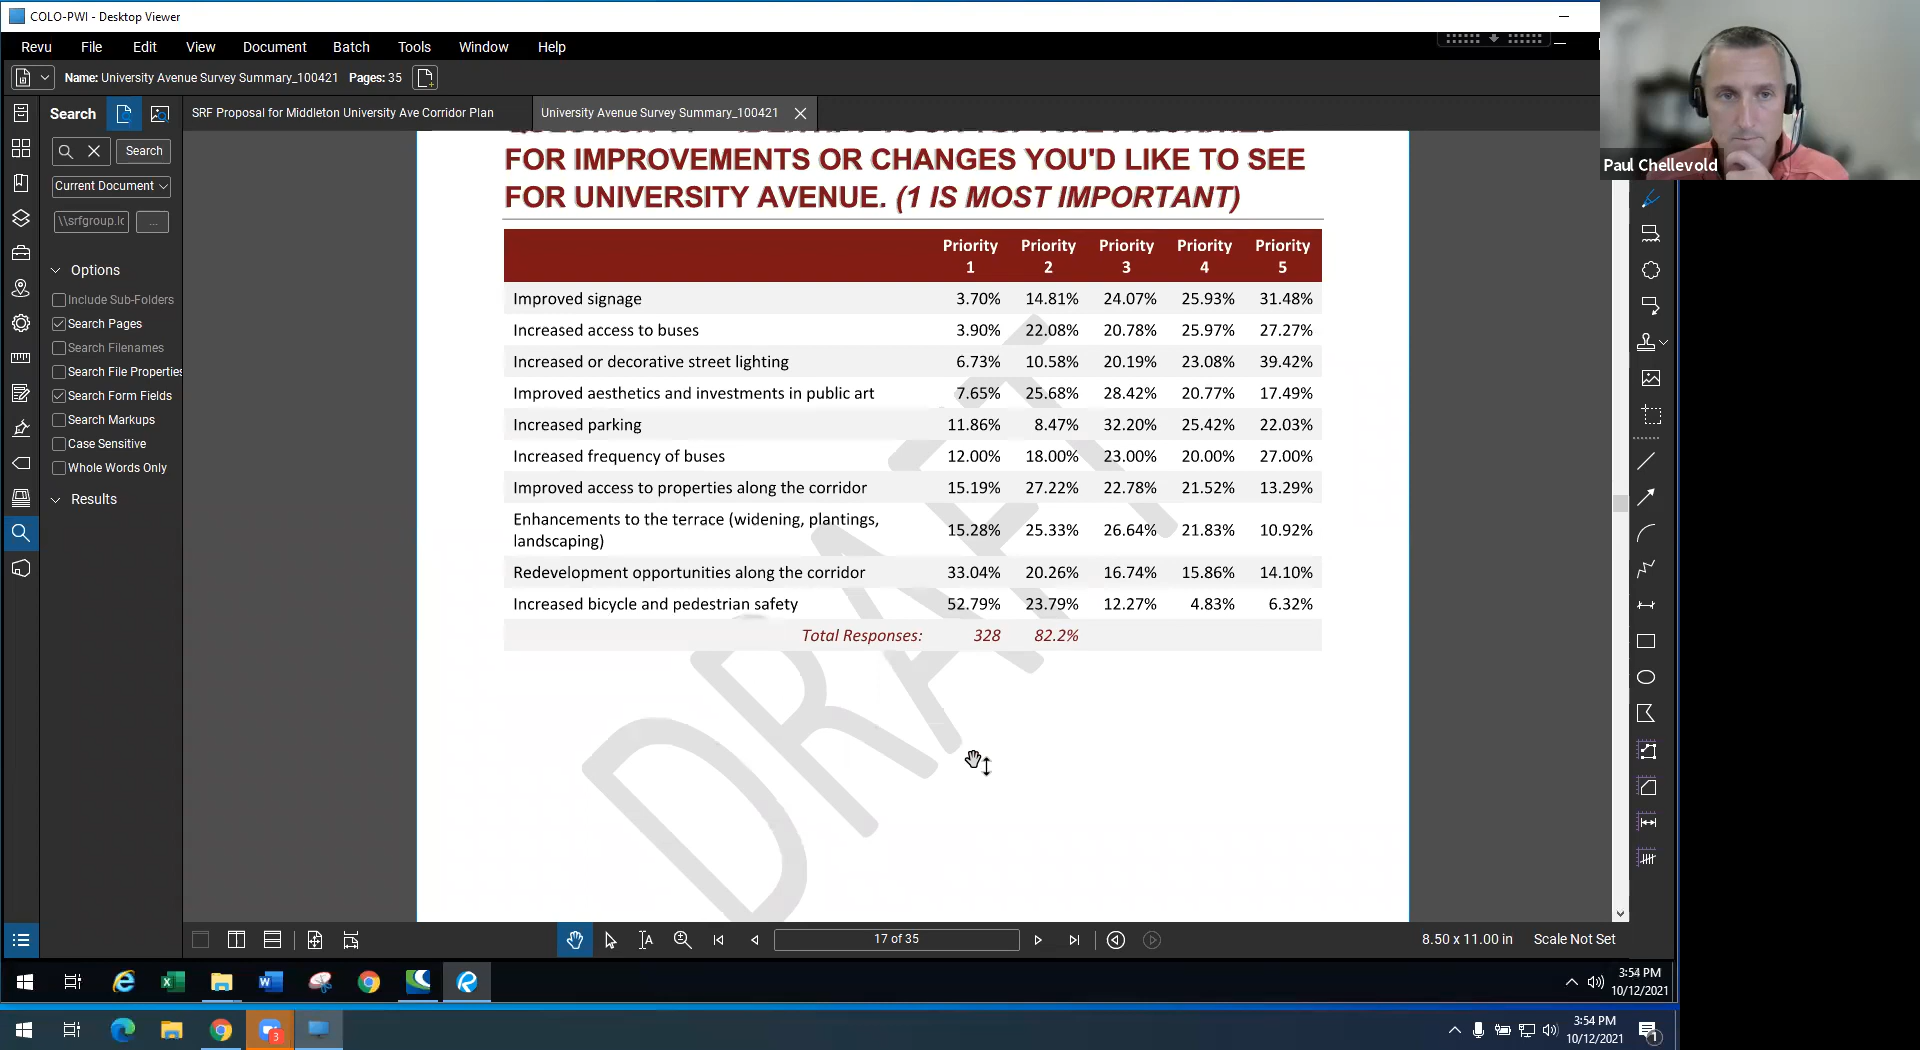 COLO-PWI - Desktop Viewer
Revu File Edit View Document Batch Tools Window Help
Name: University Avenue Survey Summary_100421 Pages: 35
Search
SRF Proposal for Middleton University Ave Corridor Plan
University Avenue Survey Summary_100421
Search
Current Document
\\srfgroup.lc
...
Options
Include Sub-Folders
Search Pages
Search Filenames
Search File Properties
Search Form Fields
Search Markups
Case Sensitive
Whole Words Only
Results
FOR IMPROVEMENTS OR CHANGES YOU'D LIKE TO SEE
FOR UNIVERSITY AVENUE. (1 IS MOST IMPORTANT)
Priority 1 Priority 2 Priority 3 Priority 4 Priority 5
Improved signage 3.70% 14.81% 24.07% 25.93% 31.48%
Increased access to buses 3.90% 22.08% 20.78% 25.97% 27.27%
Increased or decorative street lighting 6.73% 10.58% 20.19% 23.08% 39.42%
Improved aesthetics and investments in public art 7.65% 25.68% 28.42% 20.77% 17.49%
Increased parking 11.86% 8.47% 32.20% 25.42% 22.03%
Increased frequency of buses 12.00% 18.00% 23.00% 20.00% 27.00%
Improved access to properties along the corridor 15.19% 27.22% 22.78% 21.52% 13.29%
Enhancements to the terrace (widening, plantings,
landscaping) 15.28% 25.33% 26.64% 21.83% 10.92%
Redevelopment opportunities along the corridor 33.04% 20.26% 16.74% 15.86% 14.10%
Increased bicycle and pedestrian safety 52.79% 23.79% 12.27% 4.83% 6.32%
Total Responses: 328 82.2%
DRAFT
Paul Chellevold
17 of 35
8.50 x 11.00 in Scale Not Set
3:54 PM
10/12/2021
3
3:54 PM
10/12/2021
1